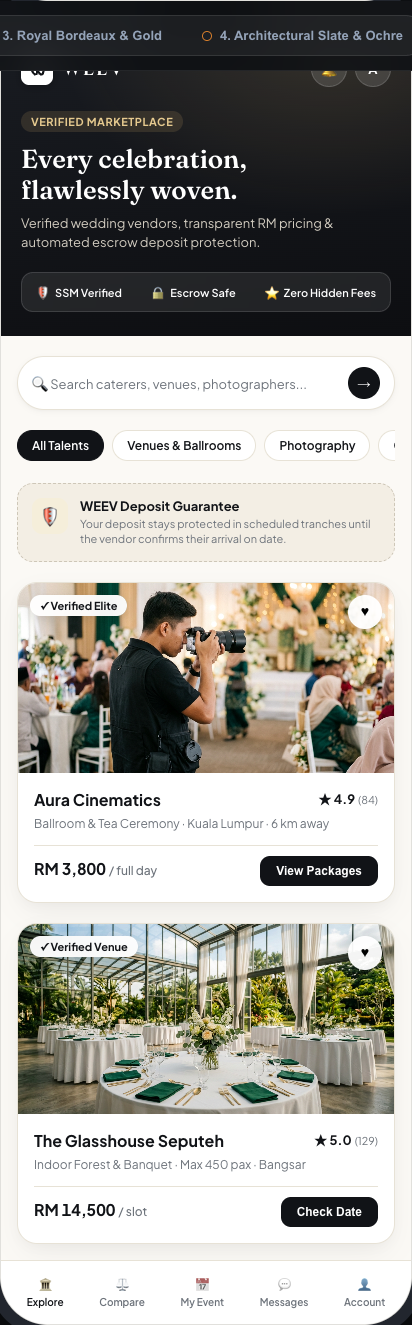 3. Royal Bordeaux & Gold
4. Architectural Slate & Ochre
WEEV
VERIFIED MARKETPLACE
Every celebration,
flawlessly woven.
Verified wedding vendors, transparent RM pricing &
automated escrow deposit protection.
SSM Verified
Escrow Safe
Zero Hidden Fees
Search caterers, venues, photographers...
All Talents
Venues & Ballrooms
Photography
WEEV Deposit Guarantee
Your deposit stays protected in scheduled tranches until
the vendor confirms their arrival on date.
✓Verified Elite
Aura Cinematics
★ 4.9 (84)
Ballroom & Tea Ceremony · Kuala Lumpur · 6 km away
RM 3,800 / full day
View Packages
✓Verified Venue
The Glasshouse Seputeh
★ 5.0 (129)
Indoor Forest & Banquet · Max 450 pax · Bangsar
RM 14,500 / slot
Check Date
Explore
Compare
My Event
Messages
Account